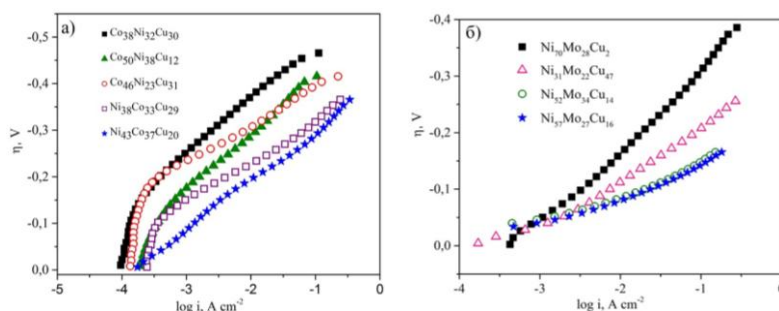 а)
-0,5
-0,4
-0,3
-0,2
-0,1
0,0
η, V
Co38Ni32Cu30
Co50Ni38Cu12
Co46Ni23Cu31
Ni38Co33Cu29
Ni43Co37Cu20
-5 -4 -3 -2 -1 0
log i, A cm-2
б)
-0,4
-0,3
-0,2
-0,1
0,0
η, V
Ni70Mo28Cu2
Ni31Mo22Cu47
Ni52Mo34Cu14
Ni57Mo27Cu16
-4 -3 -2 -1 0
log i, A cm-2